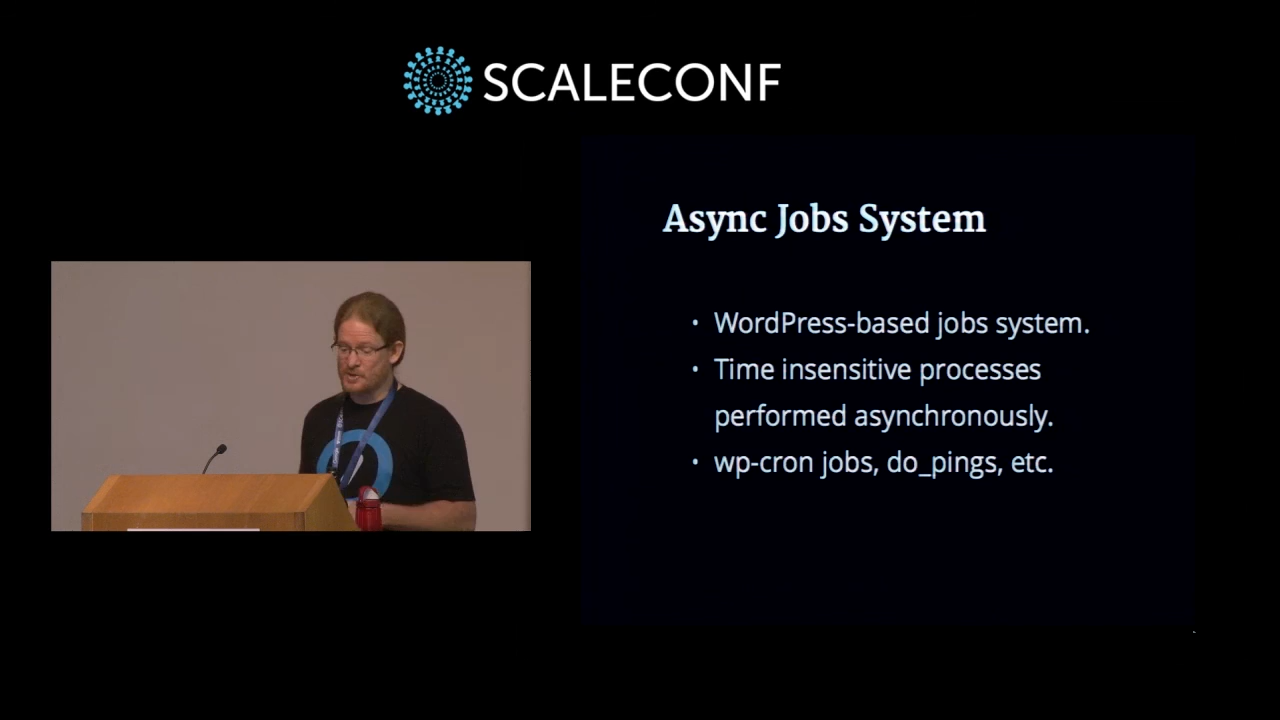 SCALECONF
Async Jobs System
• WordPress-based jobs system.
• Time insensitive processes
performed asynchronously.
• wp-cron jobs, do_pings, etc.